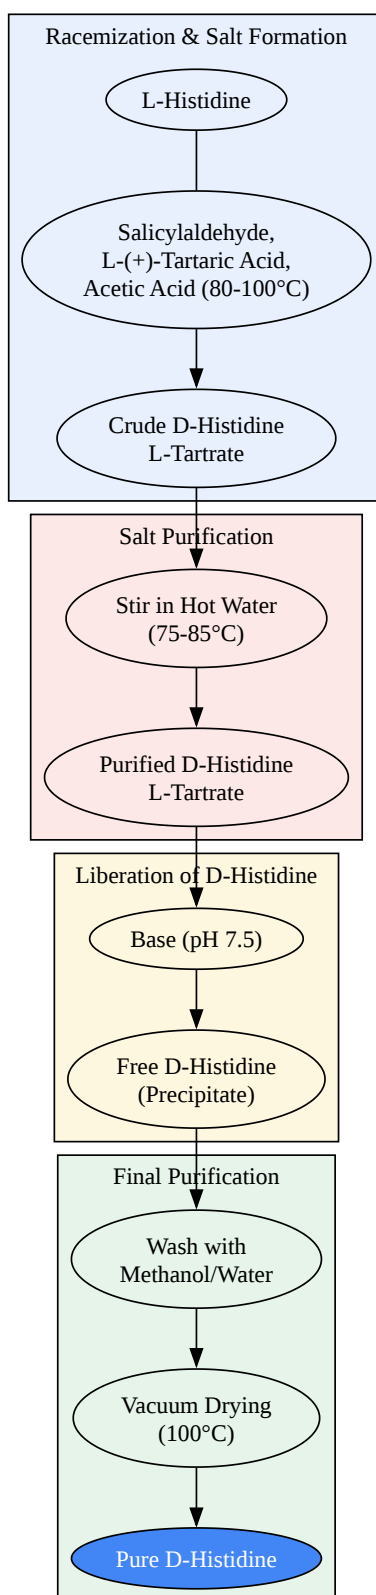 Racemization & Salt Formation
L-Histidine
Salicylaldehyde,
L-(+)-Tartaric Acid,
Acetic Acid (80-100°C)
Crude D-Histidine
L-Tartrate
Salt Purification
Stir in Hot Water
(75-85°C)
Purified D-Histidine
L-Tartrate
Liberation of D-Histidine
Base (pH 7.5)
Free D-Histidine
(Precipitate)
Final Purification
Wash with
Methanol/Water
Vacuum Drying
(100°C)
Pure D-Histidine